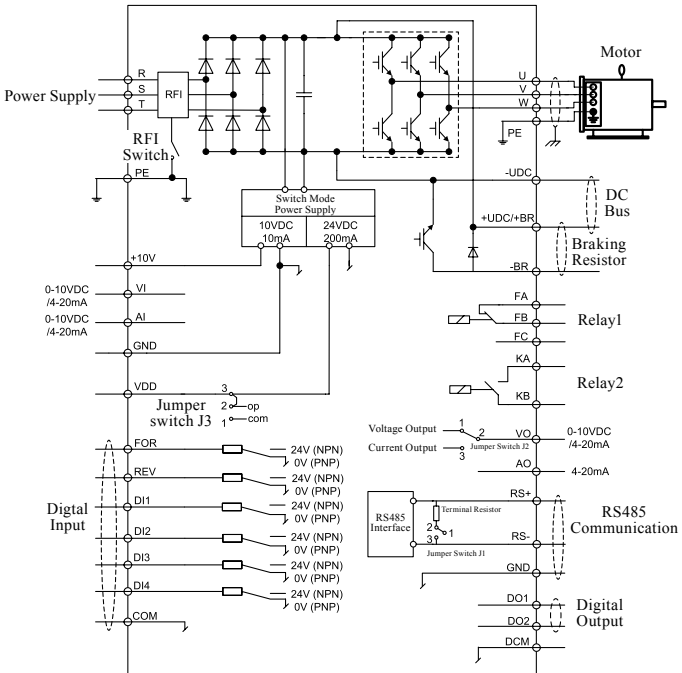 Power Supply
R
S
T
RFI
RFI
Switch
PE
U
V
W
PE
Motor
-UDC
DC
Bus
+UDC/+BR
Braking
Resistor
-BR
Switch Mode
Power Supply
10VDC
10mA
24VDC
200mA
+10V
0-10VDC
/4-20mA
VI
0-10VDC
/4-20mA
AI
GND
VDD
Jumper
switch J3
3
2
op
1
com
FA
FB
FC
Relay1
KA
KB
Relay2
Voltage Output
1
2
VO
0-10VDC
/4-20mA
Current Output
3
Jumper Switch J2
AO
4-20mA
Digtal
Input
FOR
24V (NPN)
0V (PNP)
REV
24V (NPN)
0V (PNP)
DI1
24V (NPN)
0V (PNP)
DI2
24V (NPN)
0V (PNP)
DI3
24V (NPN)
0V (PNP)
DI4
24V (NPN)
0V (PNP)
COM
RS485
Interface
Terminal Resistor
2
1
3
Jumper Switch J1
RS+
RS-
GND
RS485
Communication
DO1
DO2
DCM
Digital
Output